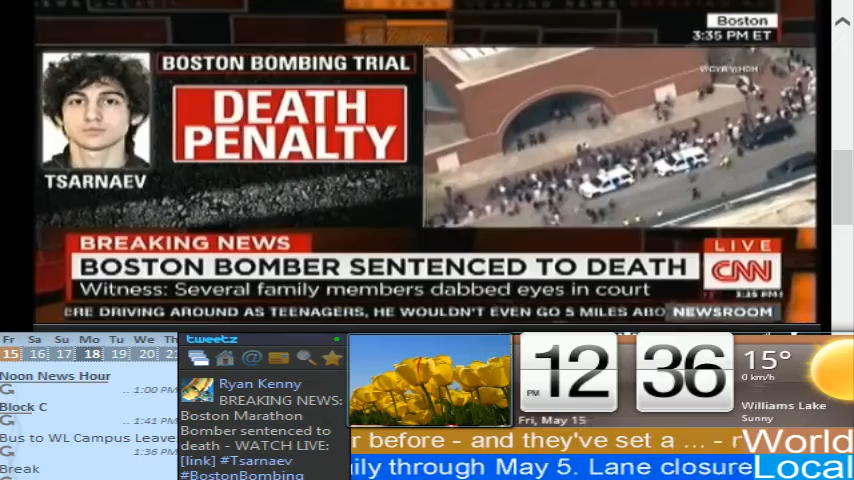 Boston
3:35 PM ET
WCVB/WHDH
BOSTON BOMBING TRIAL
DEATH
PENALTY
TSARNAEV
BREAKING NEWS
BOSTON BOMBER SENTENCED TO DEATH
Witness: Several family members dabbed eyes in court
LIVE
CNN
3:35 PM
ERE DRIVING AROUND AS TEENAGERS, HE WOULDN'T EVEN GO 5 MILES ABO
NEWSROOM
Fr Sa Su Mo Tu We Th
15 16 17 18 19 20 21
Noon News Hour
.. 1:00 PM
Block C
.. 1:41 PM
Bus to WL Campus Leave
1:36 PM
Break
tweetz
Ryan Kenny
BREAKING NEWS:
Boston Marathon
Bomber sentenced to
death - WATCH LIVE:
[link] #Tsarnaev
#BostonBombing
PM
12 36
Fri, May 15
15°
0 km/h
Williams Lake
Sunny
r before - and they've set a ... - r
World
ily through May 5. Lane closure
Local